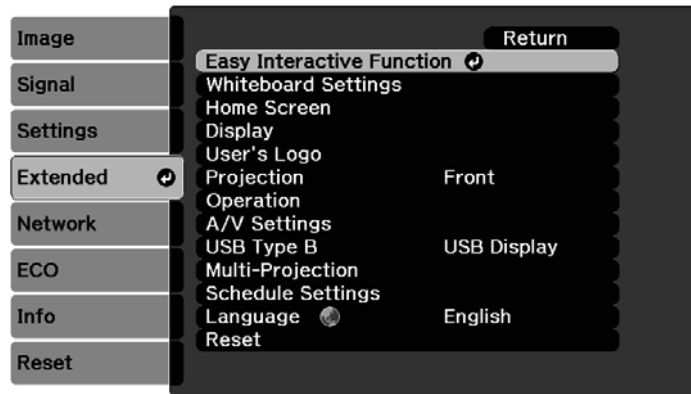 Image
Signal
Settings
Extended
Network
ECO
Info
Reset
Return
Easy Interactive Function
Whiteboard Settings
Home Screen
Display
User's Logo
Projection Front
Operation
A/V Settings
USB Type B USB Display
Multi-Projection
Schedule Settings
Language English
Reset